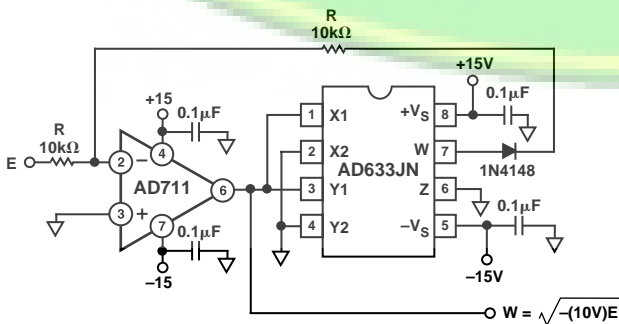 R
10kΩ
+15V
0.1µF
+15
0.1µF
R
10kΩ
E
2
−
4
AD711
6
3
+
7
0.1µF
−15
1
X1
+VS
8
2
X2
W
7
1N4148
AD633JN
3
Y1
Z
6
4
Y2
−VS
5
0.1µF
−15V
W = √−(10V)E